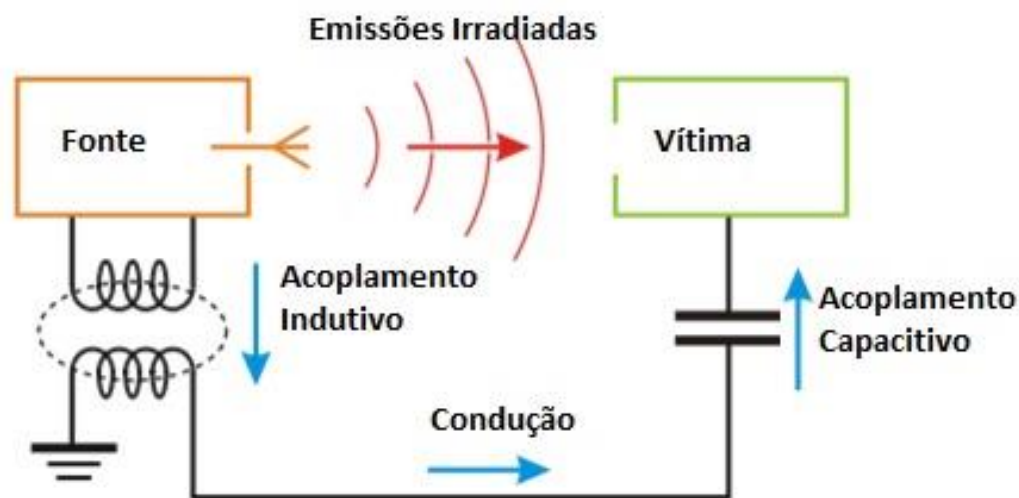 Emissões Irradiadas
Fonte
Vítima
Acoplamento
Indutivo
Acoplamento
Capacitivo
Condução